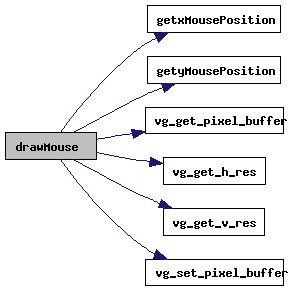 getxMousePosition
getyMousePosition
vg_get_pixel_buffer
drawMouse
vg_get_h_res
vg_get_v_res
vg_set_pixel_buffer